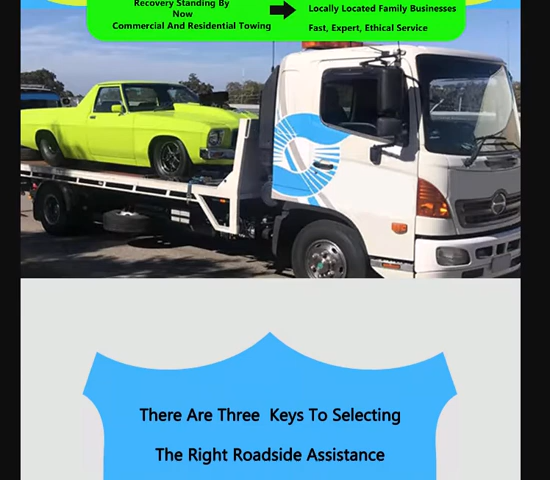 Recovery Standing By
Now
Commercial And Residential Towing
Locally Located Family Businesses
Fast, Expert, Ethical Service
There Are Three Keys To Selecting
The Right Roadside Assistance